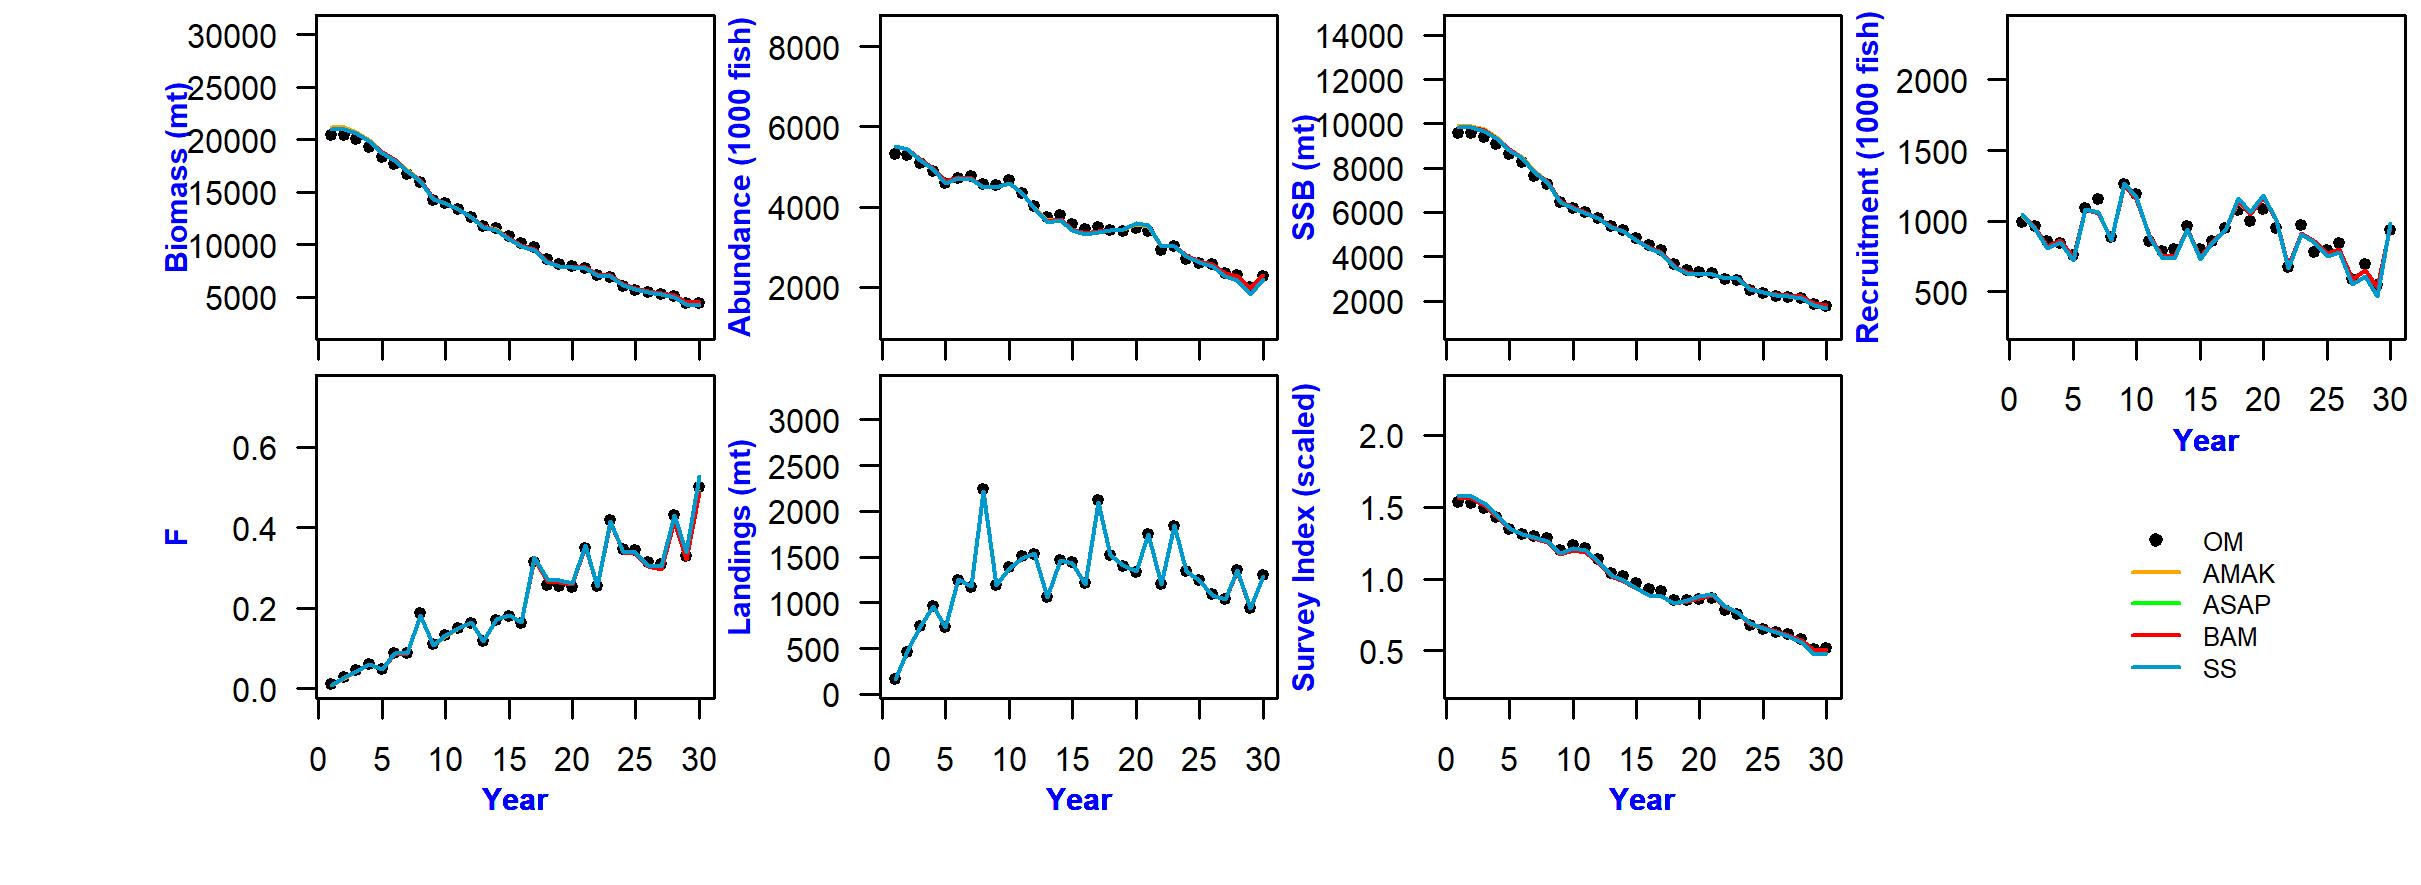 Biomass (mt)
30000
25000
20000
15000
10000
5000
Abundance (1000 fish)
8000
6000
4000
2000
SSB (mt)
14000
12000
10000
8000
6000
4000
2000
Recruitment (1000 fish)
2000
1500
1000
500
0 5 10 15 20 25 30
Year
F
0.6
0.4
0.2
0.0
0 5 10 15 20 25 30
Year
Landings (mt)
3000
2500
2000
1500
1000
500
0
0 5 10 15 20 25 30
Year
Survey Index (scaled)
2.0
1.5
1.0
0.5
0 5 10 15 20 25 30
Year
OM
AMAK
ASAP
BAM
SS